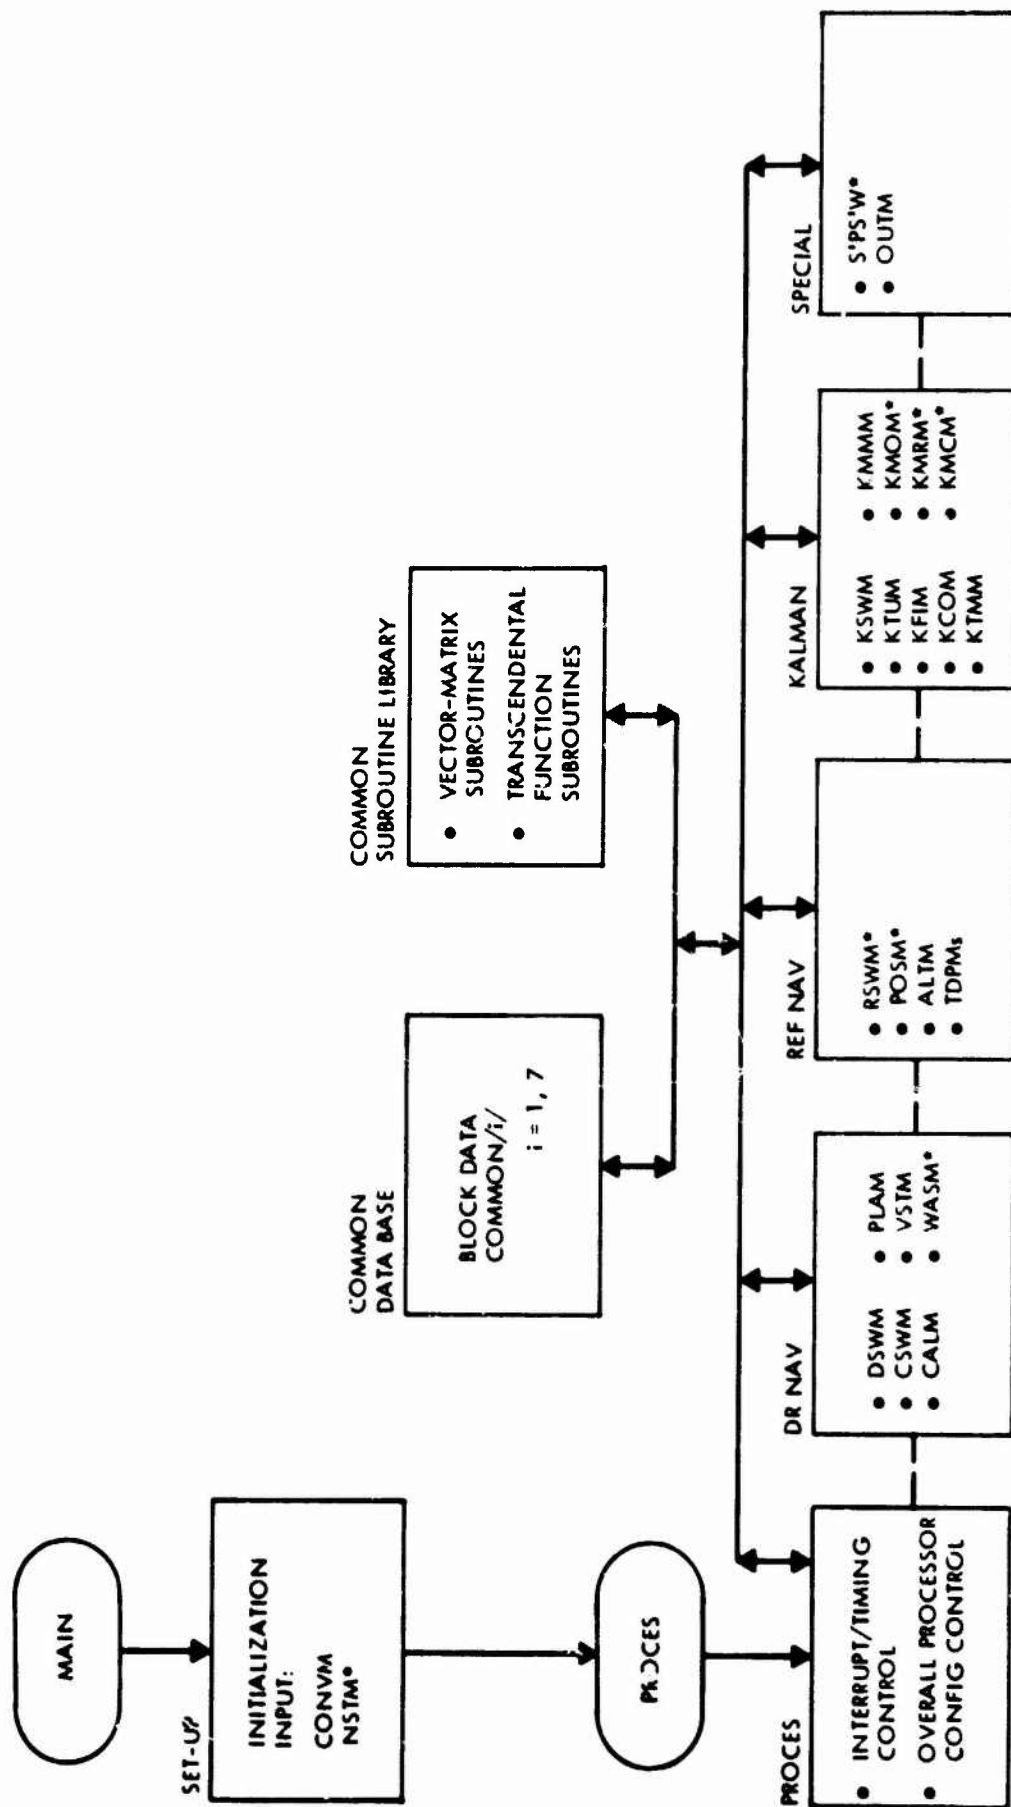 MAIN
SET-UP
INITIALIZATION
INPUT:
CONVM
NSTM*
PROCES
PROCES
• INTERRUPT/TIMING
CONTROL
• OVERALL PROCESSOR
CONFIG CONTROL
COMMON
DATA BASE
BLOCK DATA
COMMON/i/
i = 1, 7
COMMON
SUBROUTINE LIBRARY
• VECTOR-MATRIX
SUBROUTINES
• TRANSCENDENTAL
FUNCTION
SUBROUTINES
DR NAV
• DSWM • PLAM
• CSWM • VSTM
• CALM • WASM*
REF NAV
• RSWM*
• POSM*
• ALTM
• TDPMs
KALMAN
• KSWM • KMMM
• KTUM • KMOM*
• KFIM • KMRM*
• KCOM • KMCM*
• KTMM
SPECIAL
• S'PS'W*
• OUTM